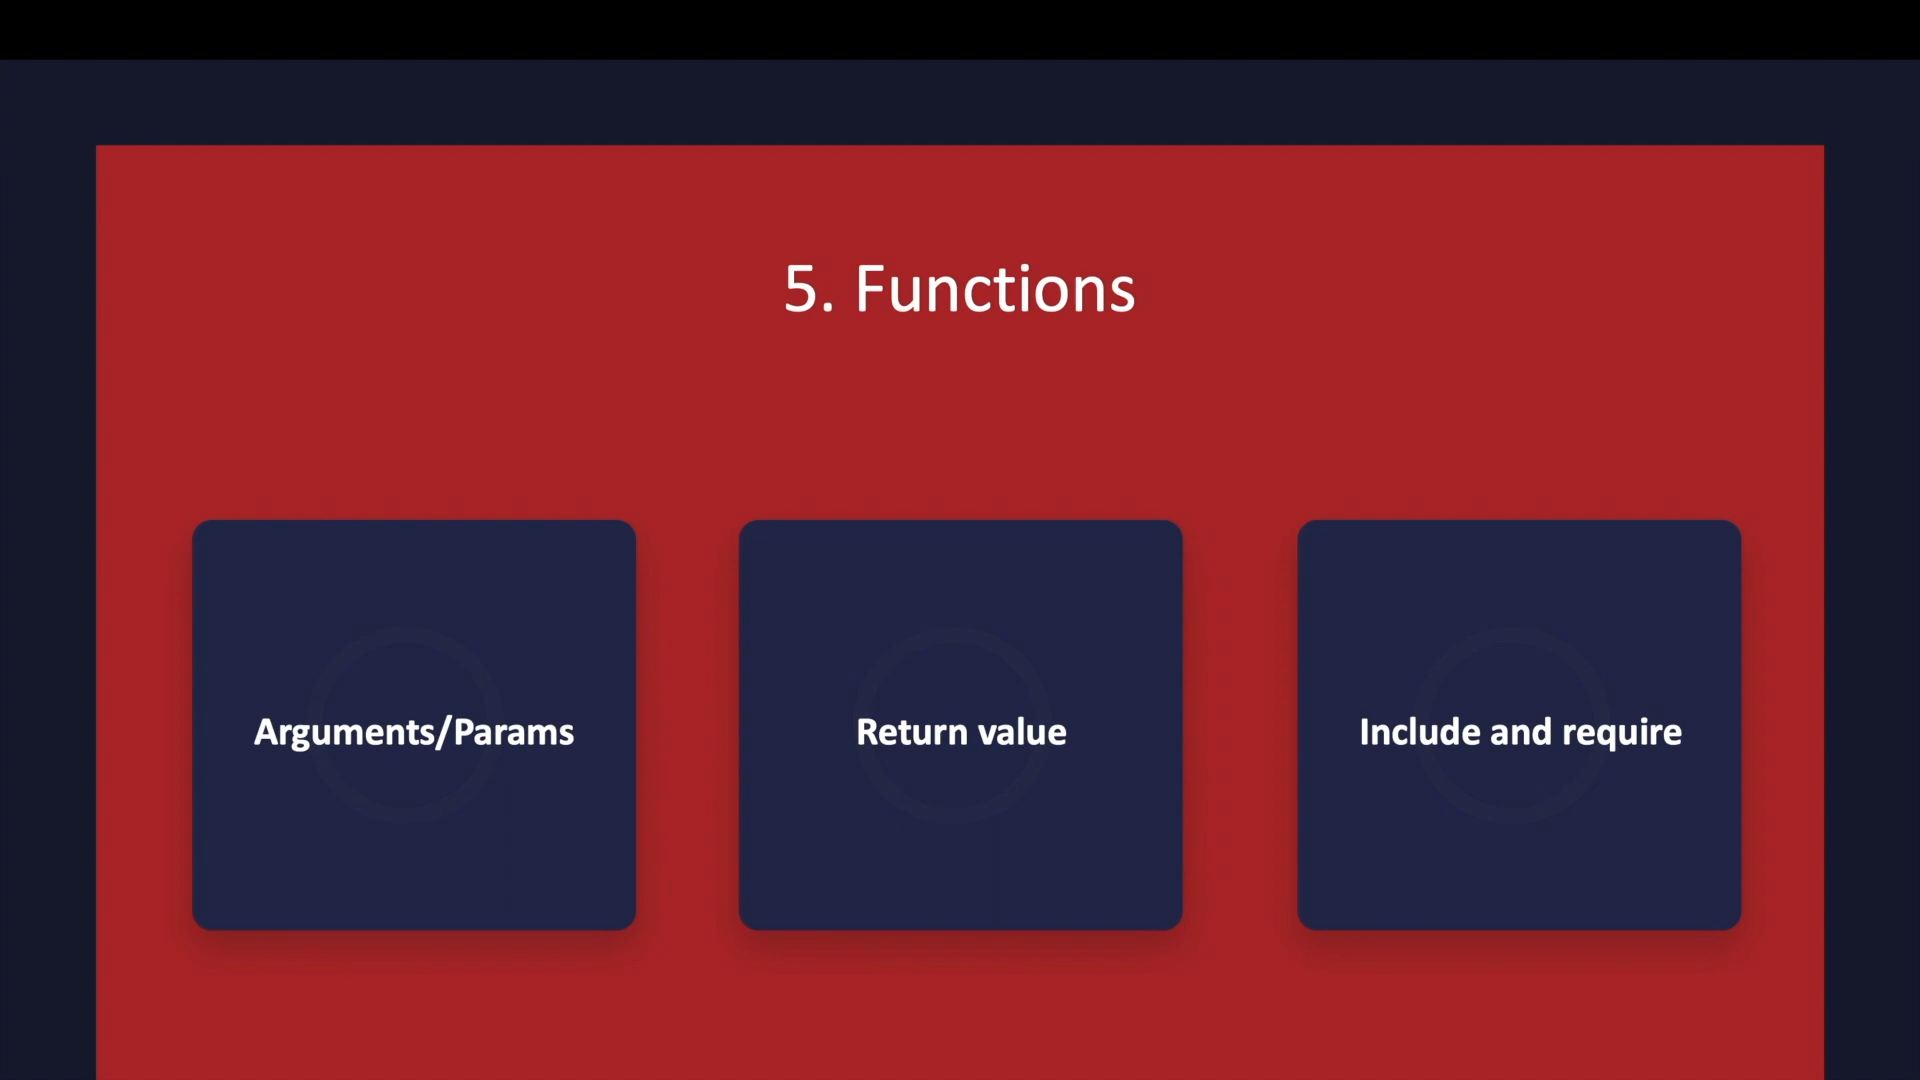 5. Functions
Arguments/Params
Return value
Include and require